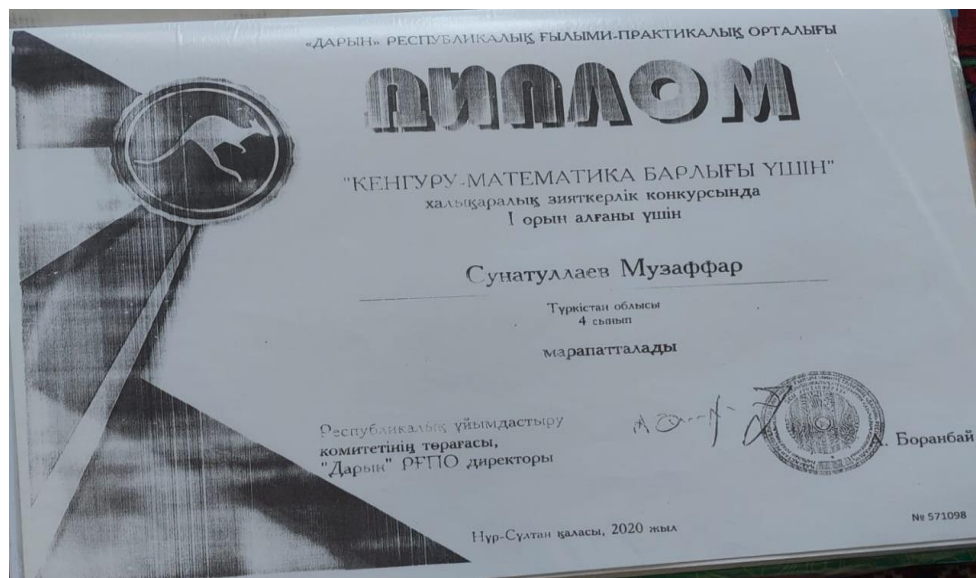 «ДАРЫН» РЕСПУБЛИКАЛЫҚ ҒЫЛЫМИ-ПРАКТИКАЛЫҚ ОРТАЛЫҒЫ
ДИПЛОМ
"КЕНГУРУ-МАТЕМАТИКА БАРЛЫҒЫ ҮШІН"
халықаралық зияткерлік конкурсында
І орын алғаны үшін
Сунатуллаев Музаффар
Түркістан облысы
4 сынып
марапатталады
Республикалық ұйымдастыру
комитетінің төрағасы,
"Дарын" РҒПО директоры
А. Боранбай
Нұр-Сұлтан қаласы, 2020 жыл
№ 571098